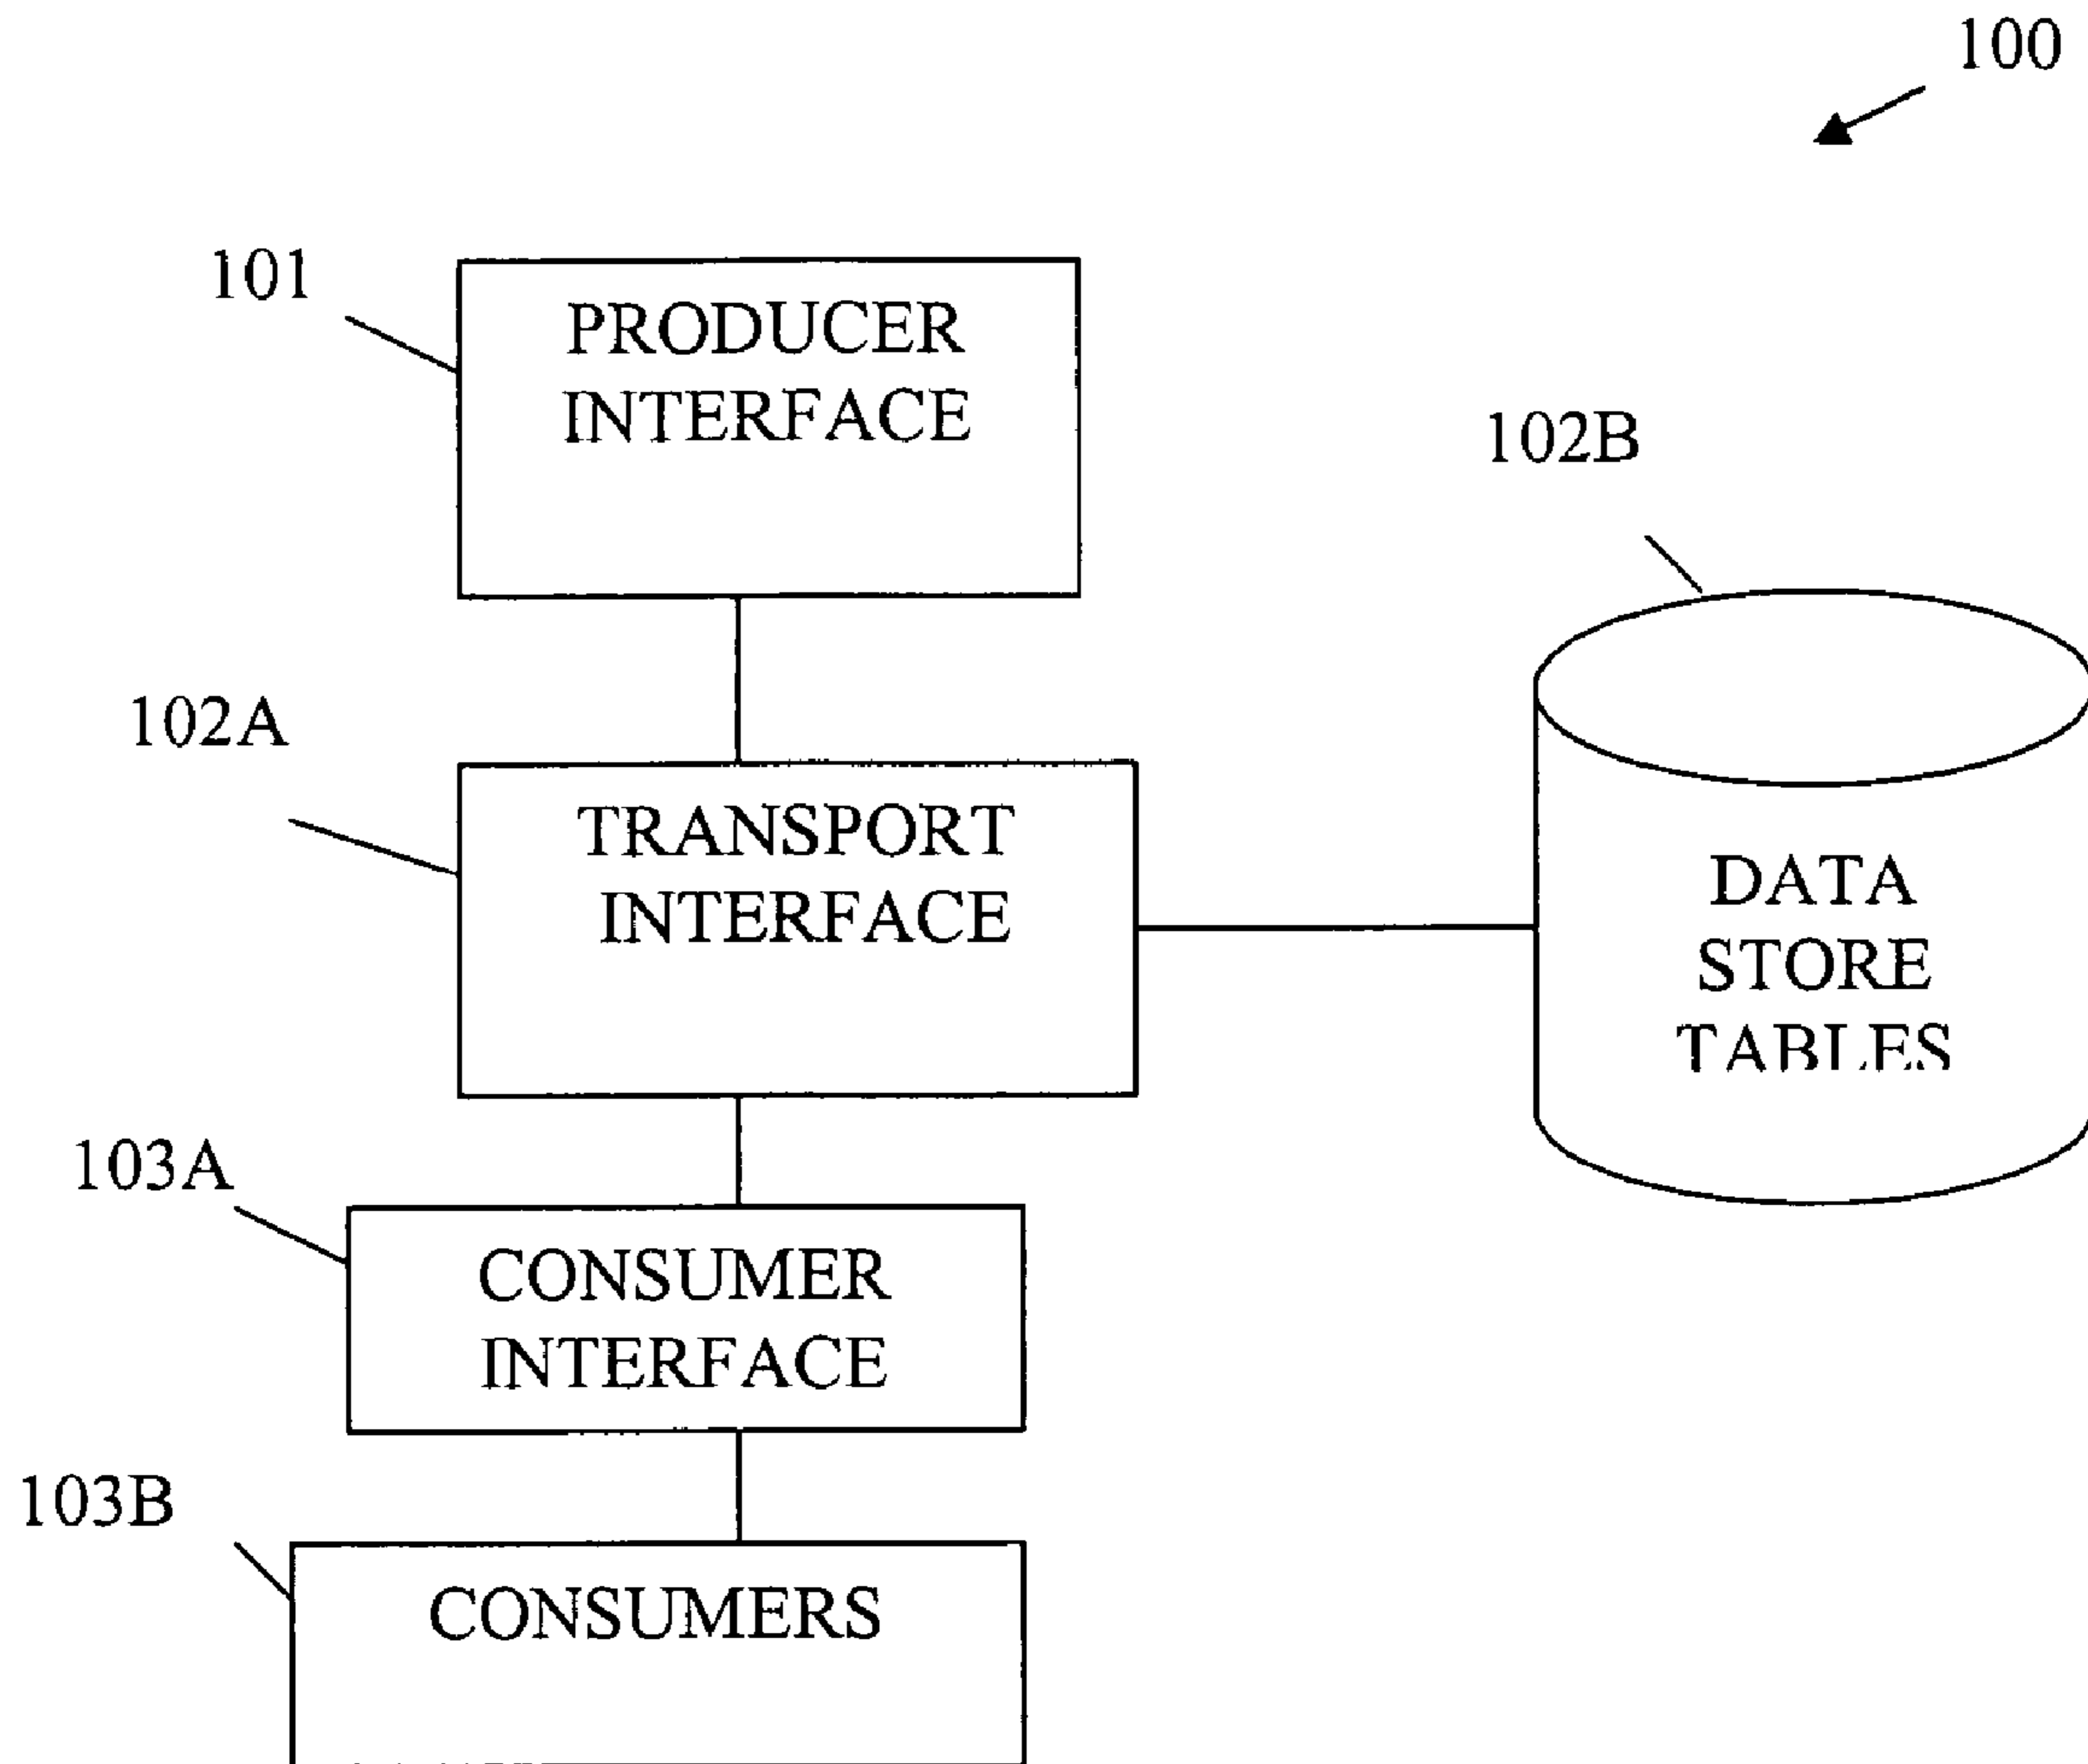 100
101
PRODUCER
INTERFACE
102B
102A
TRANSPORT
INTERFACE
DATA
STORE
TABLES
103A
CONSUMER
INTERFACE
103B
CONSUMERS